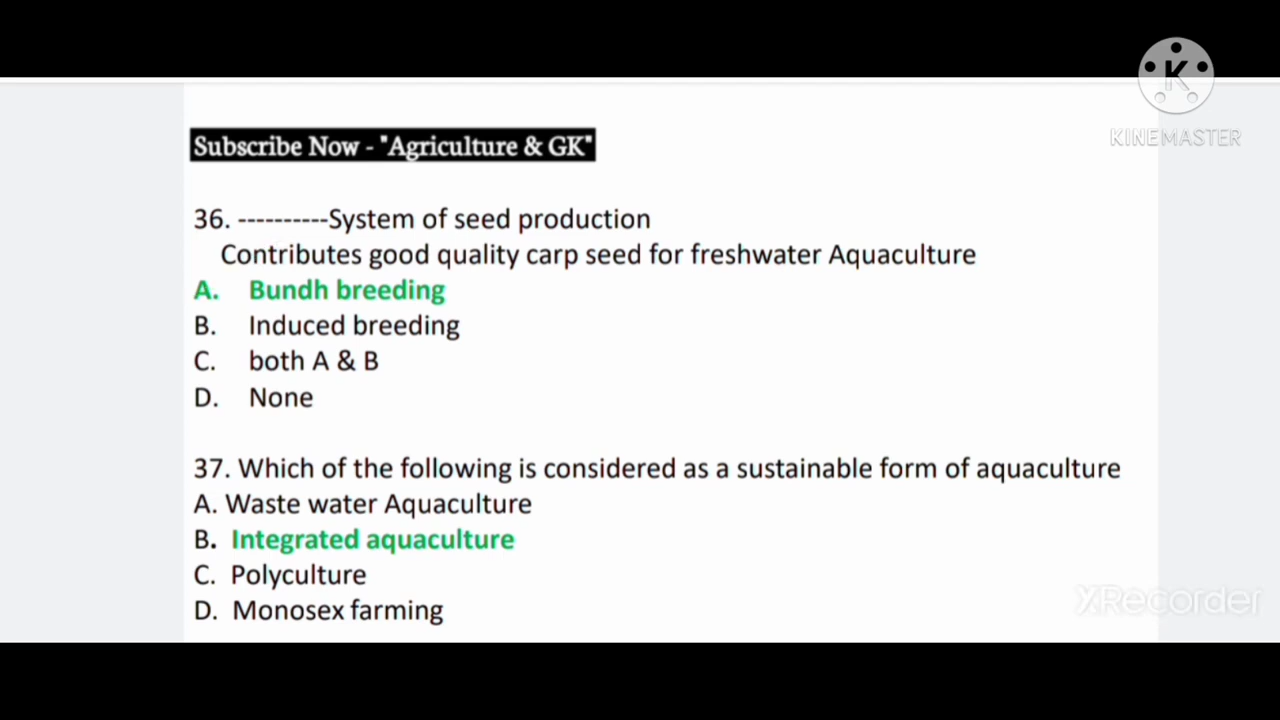 KINEMASTER
Subscribe Now - "Agriculture & GK"
36. ----------System of seed production
Contributes good quality carp seed for freshwater Aquaculture
A. Bundh breeding
B. Induced breeding
C. both A & B
D. None
37. Which of the following is considered as a sustainable form of aquaculture
A. Waste water Aquaculture
B. Integrated aquaculture
C. Polyculture
D. Monosex farming
XRecorder